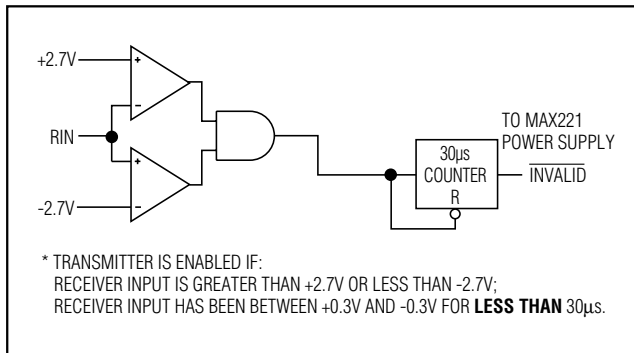 +2.7V
+
-
RIN
+
-
-2.7V
TO MAX221
POWER SUPPLY
30µs
COUNTER
R
INVALID
* TRANSMITTER IS ENABLED IF:
RECEIVER INPUT IS GREATER THAN +2.7V OR LESS THAN -2.7V;
RECEIVER INPUT HAS BEEN BETWEEN +0.3V AND -0.3V FOR LESS THAN 30µs.